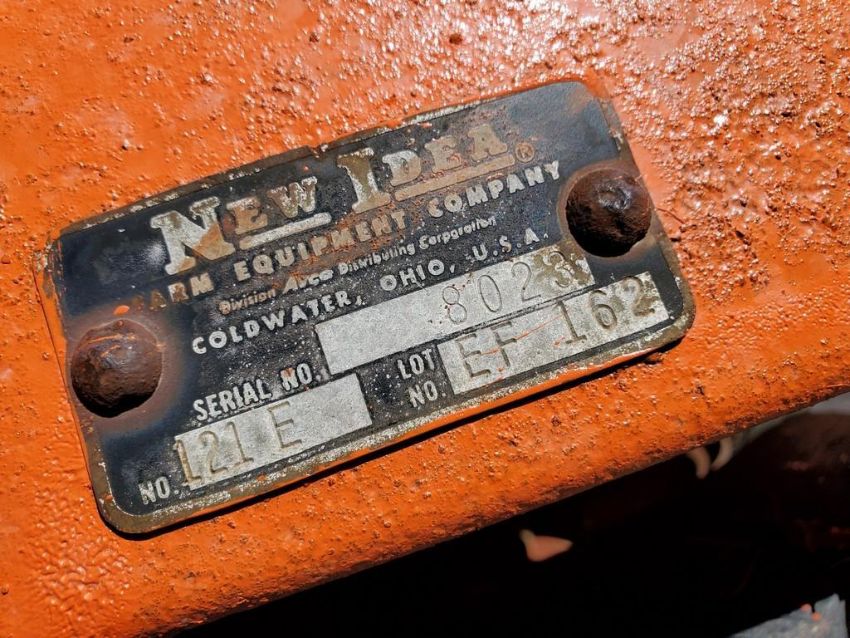 NEW IDEA®
FARM EQUIPMENT COMPANY
Division Avco Distributing Corporation
COLDWATER, OHIO, U.S.A.
SERIAL NO. 8023
NO. 121E LOT NO. EF 162